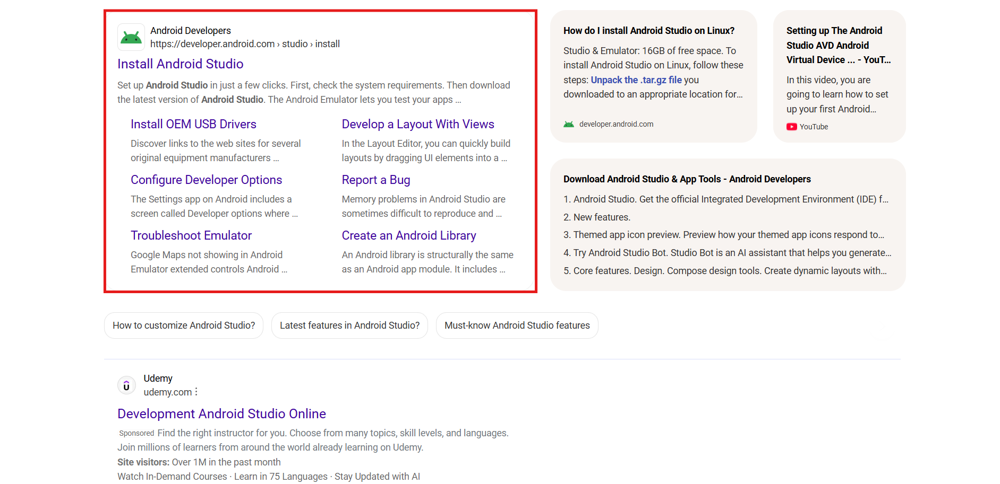 Android Developers
https://developer.android.com › studio › install
Install Android Studio
Set up Android Studio in just a few clicks. First, check the system requirements. Then download
the latest version of Android Studio. The Android Emulator lets you test your apps ...
Install OEM USB Drivers
Discover links to the web sites for several
original equipment manufacturers ...
Develop a Layout With Views
In the Layout Editor, you can quickly build
layouts by dragging UI elements into a ...
Configure Developer Options
The Settings app on Android includes a
screen called Developer options where ...
Report a Bug
Memory problems in Android Studio are
sometimes difficult to reproduce and ...
Troubleshoot Emulator
Google Maps not showing in Android
Emulator extended controls Android ...
Create an Android Library
An Android library is structurally the same
as an Android app module. It includes ...
How do I install Android Studio on Linux?
Studio & Emulator: 16GB of free space. To
install Android Studio on Linux, follow these
steps: Unpack the .tar.gz file you
downloaded to an appropriate location for...
developer.android.com
Setting up The Android
Studio AVD Android
Virtual Device ... - YouT...
In this video, you are
going to learn how to set
up your first Android...
YouTube
Download Android Studio & App Tools - Android Developers
1. Android Studio. Get the official Integrated Development Environment (IDE) f...
2. New features.
3. Themed app icon preview. Preview how your themed app icons respond to...
4. Try Android Studio Bot. Studio Bot is an AI assistant that helps you generate...
5. Core features. Design. Compose design tools. Create dynamic layouts with...
How to customize Android Studio?
Latest features in Android Studio?
Must-know Android Studio features
Udemy
udemy.com
Development Android Studio Online
Sponsored Find the right instructor for you. Choose from many topics, skill levels, and languages.
Join millions of learners from around the world already learning on Udemy.
Site visitors: Over 1M in the past month
Watch In-Demand Courses · Learn in 75 Languages · Stay Updated with AI